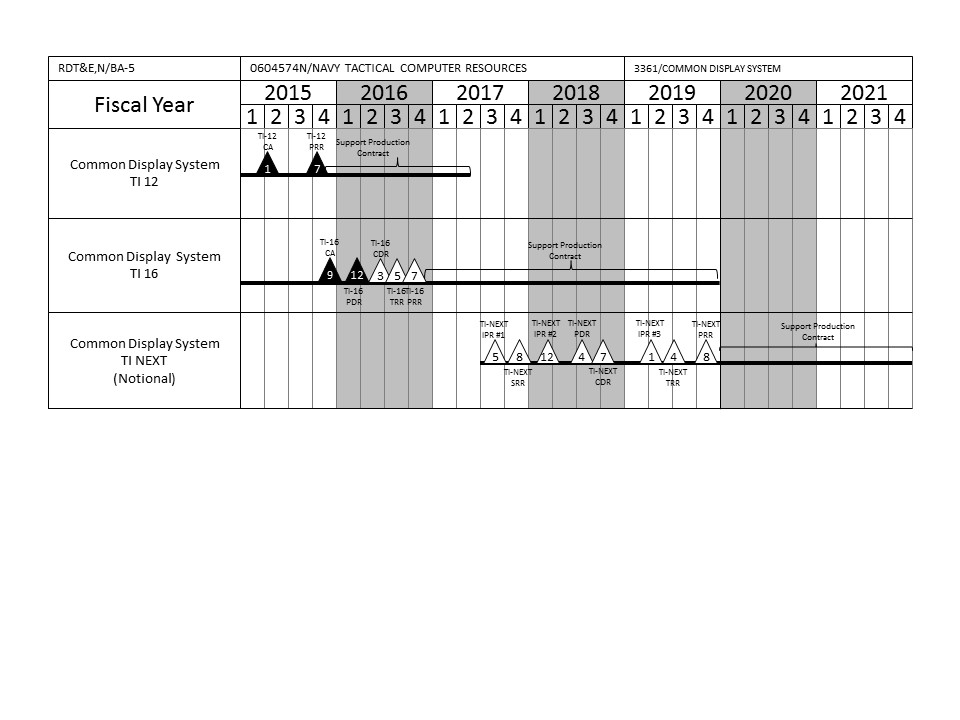 RDT&E,N/BA-5
0604574N/NAVY TACTICAL COMPUTER RESOURCES
3361/COMMON DISPLAY SYSTEM
Fiscal Year
2015 2016 2017 2018 2019 2020 2021
1 2 3 4 1 2 3 4 1 2 3 4 1 2 3 4 1 2 3 4 1 2 3 4 1 2 3 4
Common Display System
TI 12
TI-12
CA
1
TI-12
PRR
7
Support Production
Contract
Common Display System
TI 16
TI-16
CA
9
12
TI-16
PDR
TI-16
CDR
3
5
TI-16
TRR
7
TI-16
PRR
Support Production
Contract
Common Display System
TI NEXT
(Notional)
TI-NEXT
IPR #1
5
8
TI-NEXT
SRR
TI-NEXT
IPR #2
12
TI-NEXT
PDR
4
7
TI-NEXT
CDR
TI-NEXT
IPR #3
1
4
TI-NEXT
TRR
TI-NEXT
PRR
8
Support Production
Contract